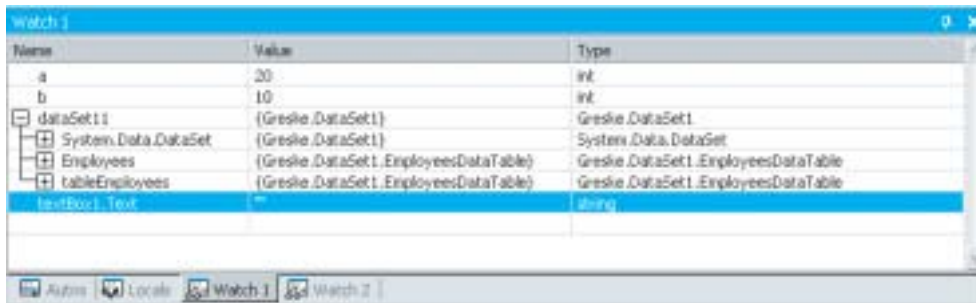 Watch 1
Name Value Type
a 20 int
b 10 int
dataSet11 {Greske.DataSet1} Greske.DataSet1
System.Data.DataSet {Greske.DataSet1} System.Data.DataSet
Employees {Greske.DataSet1.EmployeesDataTable} Greske.DataSet1.EmployeesDataTable
tableEmployees {Greske.DataSet1.EmployeesDataTable} Greske.DataSet1.EmployeesDataTable
textBox1.Text "" string
Autos Locals Watch 1 Watch 2